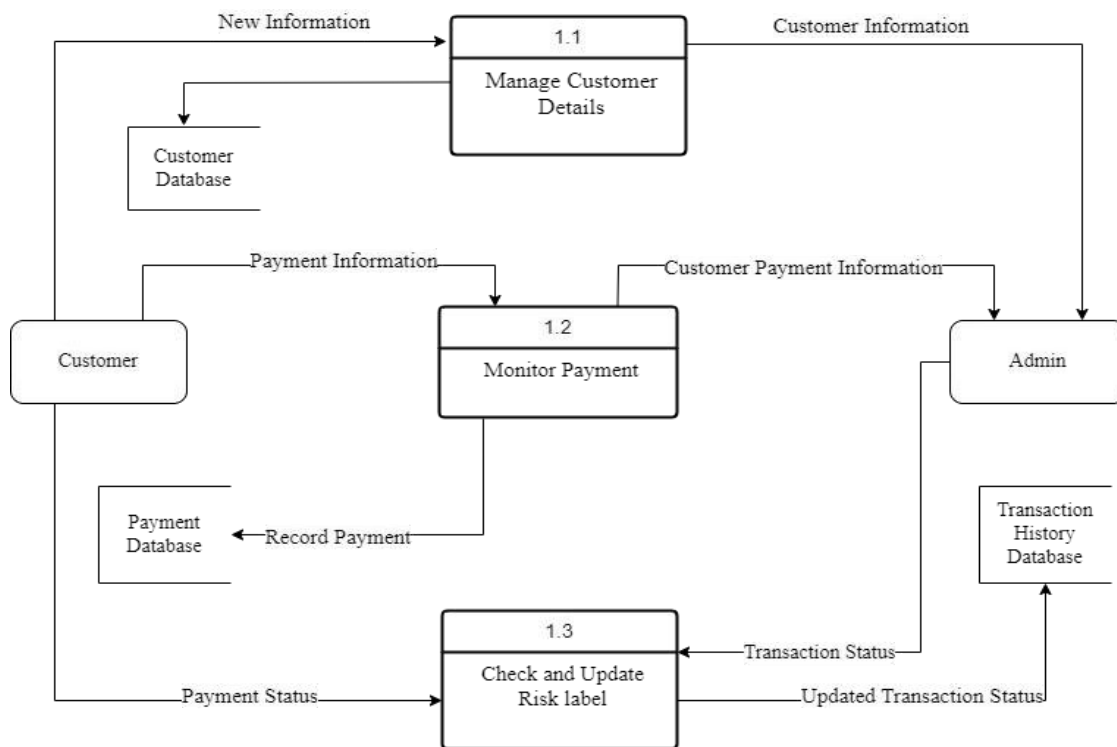 New Information
1.1
Customer Information
Manage Customer
Details
Customer
Database
Payment Information
Customer Payment Information
1.2
Customer
Monitor Payment
Admin
Payment
Database
Record Payment
Transaction
History
Database
1.3
Transaction Status
Check and Update
Risk label
Payment Status
Updated Transaction Status